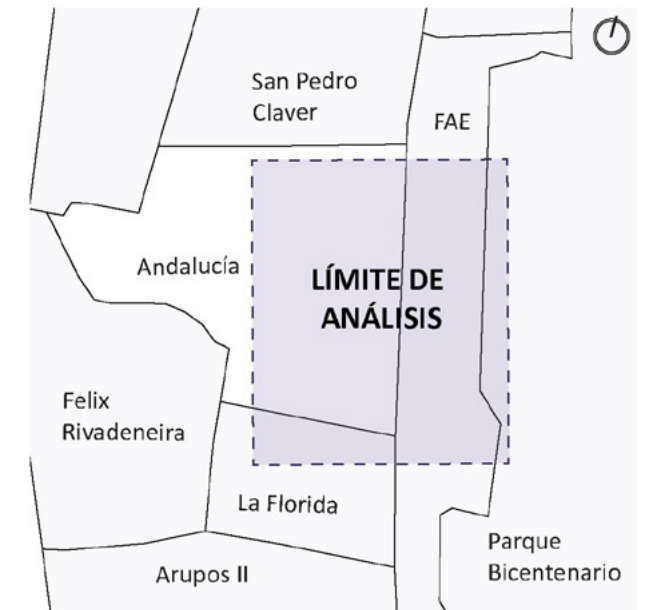 San Pedro
Claver
FAE
Andalucía
LÍMITE DE
ANÁLISIS
Felix
Rivadeneira
La Florida
Parque
Bicentenario
Arupos II